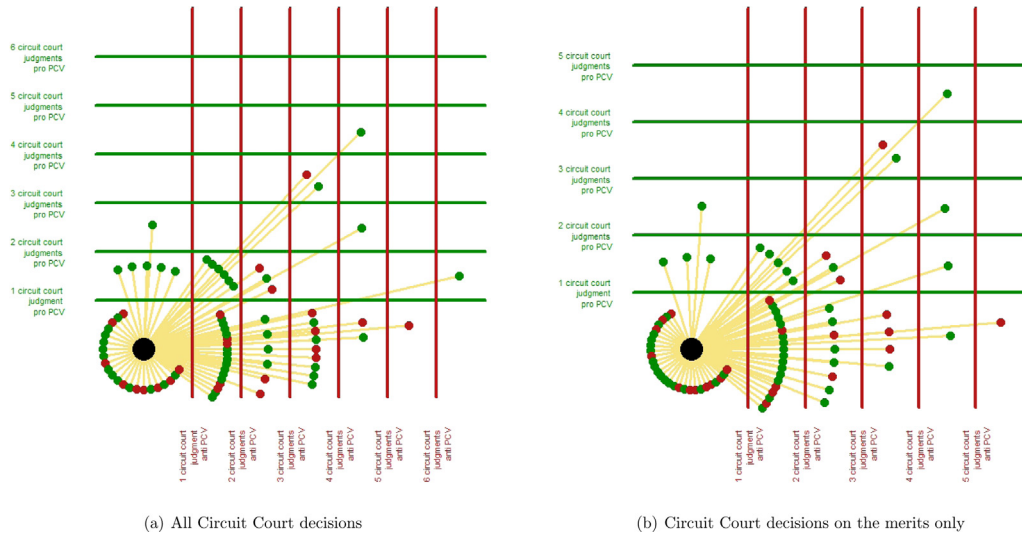 6 circuit court
judgments
pro PCV
5 circuit court
judgments
pro PCV
4 circuit court
judgments
pro PCV
3 circuit court
judgments
pro PCV
2 circuit court
judgments
pro PCV
1 circuit court
judgment
pro PCV
1 circuit court
judgment
anti PCV
2 circuit court
judgments
anti PCV
3 circuit court
judgments
anti PCV
4 circuit court
judgments
anti PCV
5 circuit court
judgments
anti PCV
6 circuit court
judgments
anti PCV
(a) All Circuit Court decisions
5 circuit court
judgments
pro PCV
4 circuit court
judgments
pro PCV
3 circuit court
judgments
pro PCV
2 circuit court
judgments
pro PCV
1 circuit court
judgment
pro PCV
1 circuit court
judgment
anti PCV
2 circuit court
judgments
anti PCV
3 circuit court
judgments
anti PCV
4 circuit court
judgments
anti PCV
5 circuit court
judgments
anti PCV
(b) Circuit Court decisions on the merits only